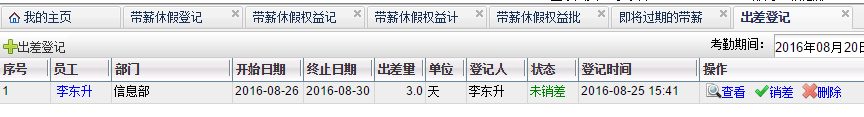 我的主页 带薪休假登记 带薪休假权益记 带薪休假权益计 带薪休假权益批 即将过期的带薪 出差登记
出差登记 考勤期间： 2016年08月20日
序号 员工 部门 开始日期 终止日期 出差量 单位 登记人 状态 登记时间 操作
1 李东升 信息部 2016-08-26 2016-08-30 3.0 天 李东升 未销差 2016-08-25 15:41 查看 销差 删除